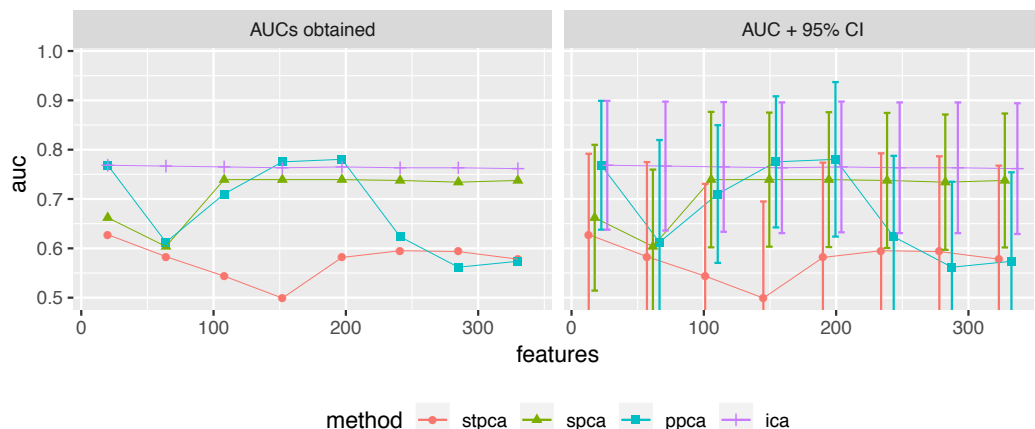 AUCs obtained
AUC + 95% CI
1.0
0.9
0.8
0.7
0.6
0.5
auc
0 100 200 300
0 100 200 300
features
method stpca spca ppca ica